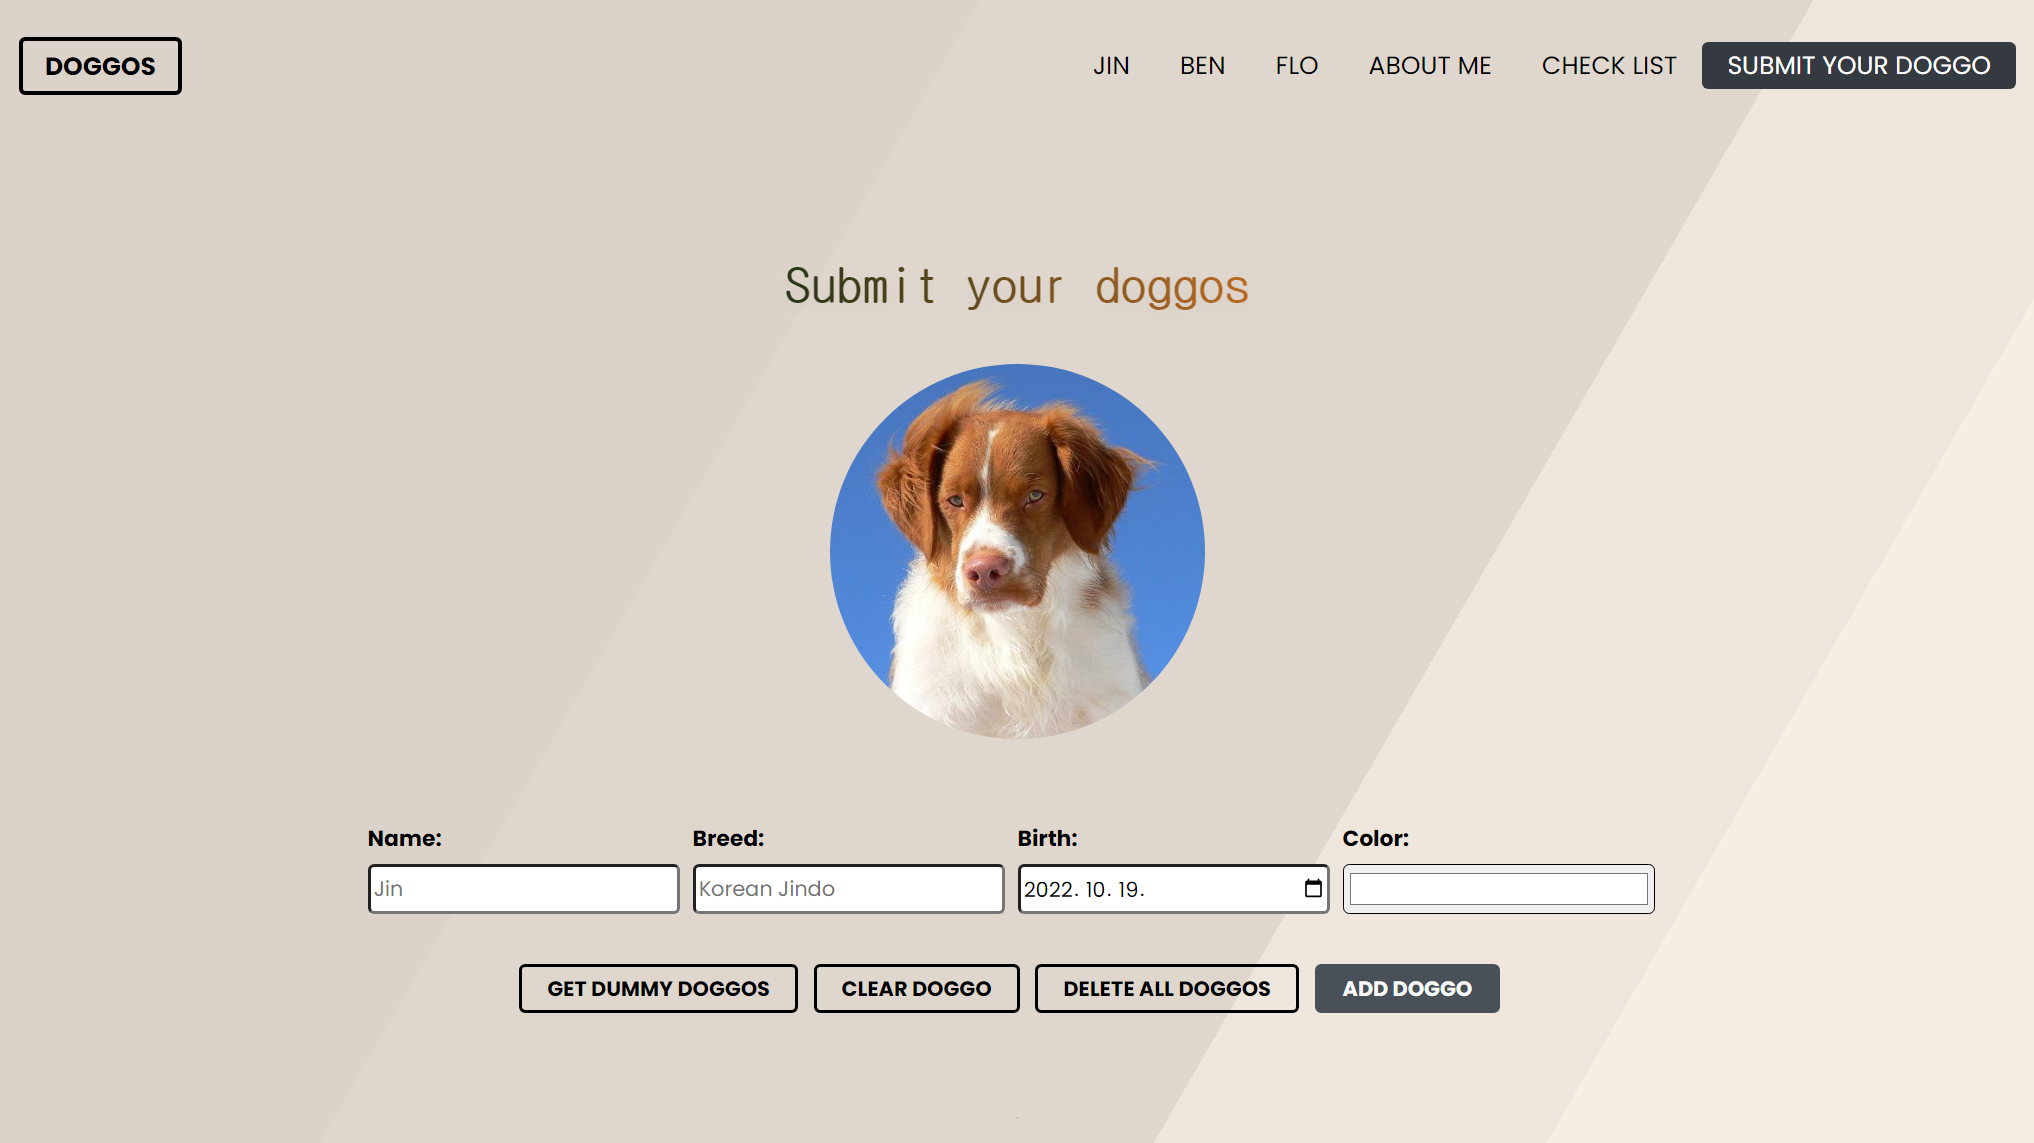 DOGGOS JIN BEN FLO ABOUT ME CHECK LIST SUBMIT YOUR DOGGO
Submit your doggos
Name: Breed: Birth: Color:
Jin Korean Jindo 2022. 10. 19.
GET DUMMY DOGGOS CLEAR DOGGO DELETE ALL DOGGOS ADD DOGGO